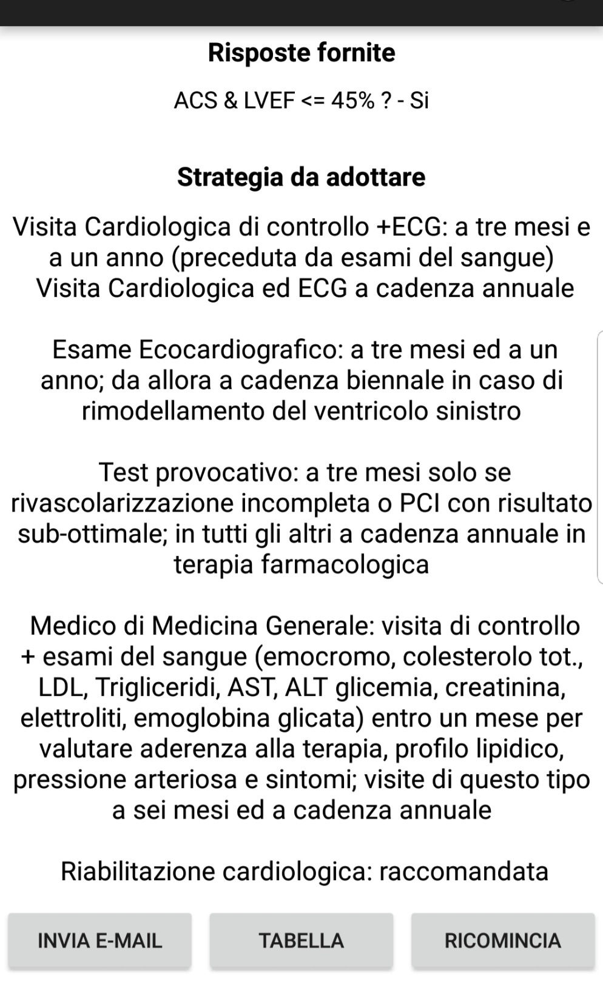 Risposte fornite
ACS & LVEF <= 45% ? - Si
Strategia da adottare
Visita Cardiologica di controllo +ECG: a tre mesi e
a un anno (preceduta da esami del sangue)
Visita Cardiologica ed ECG a cadenza annuale
Esame Ecocardiografico: a tre mesi ed a un
anno; da allora a cadenza biennale in caso di
rimodellamento del ventricolo sinistro
Test provocativo: a tre mesi solo se
rivascolarizzazione incompleta o PCI con risultato
sub-ottimale; in tutti gli altri a cadenza annuale in
terapia farmacologica
Medico di Medicina Generale: visita di controllo
+ esami del sangue (emocromo, colesterolo tot.,
LDL, Trigliceridi, AST, ALT glicemia, creatinina,
elettroliti, emoglobina glicata) entro un mese per
valutare aderenza alla terapia, profilo lipidico,
pressione arteriosa e sintomi; visite di questo tipo
a sei mesi ed a cadenza annuale
Riabilitazione cardiologica: raccomandata
INVIA E-MAIL
TABELLA
RICOMINCIA